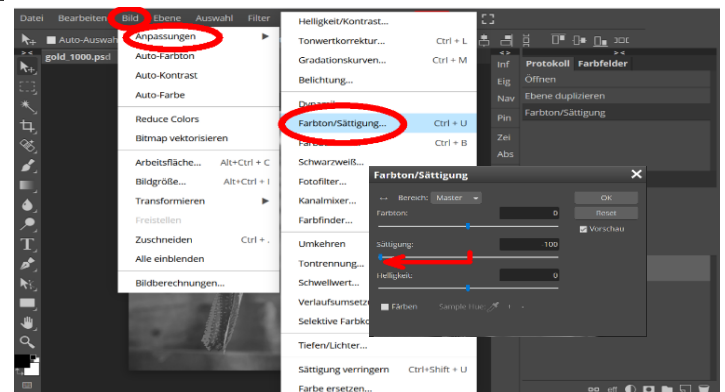 Datei Bearbeiten Bild Ebene Auswahl Filter
Auto-Auswahl
gold_1000.psd
Anpassungen
Auto-Farbton
Auto-Kontrast
Auto-Farbe
Reduce Colors
Bitmap vektorisieren
Arbeitsfläche... Alt+Ctrl + C
Bildgröße... Alt+Ctrl + I
Transformieren
Freistellen
Zuschneiden Ctrl + .
Alle einblenden
Bildberechnungen...
Helligkeit/Kontrast...
Tonwertkorrektur... Ctrl + L
Gradationskurven... Ctrl + M
Belichtung...
Farbton/Sättigung... Ctrl + U
Ctrl + B
Schwarzweiß...
Fotofilter...
Kanalmixer...
Farbfinder...
Umkehren
Tontrennung...
Schwellwert...
Verlaufsumsetz
Selektive Farbko
Tiefen/Lichter...
Sättigung verringern Ctrl+Shift + U
Farbe ersetzen...
Inf
Eig
Nav
Pin
Zei
Abs
Protokoll Farbfelder
Öffnen
Ebene duplizieren
Farbton/Sättigung
Farbton/Sättigung
Bereich: Master
Farbton: 0
Sättigung: -100
Helligkeit: 0
Färben Sample Hue: - +
OK
Reset
Vorschau
eff